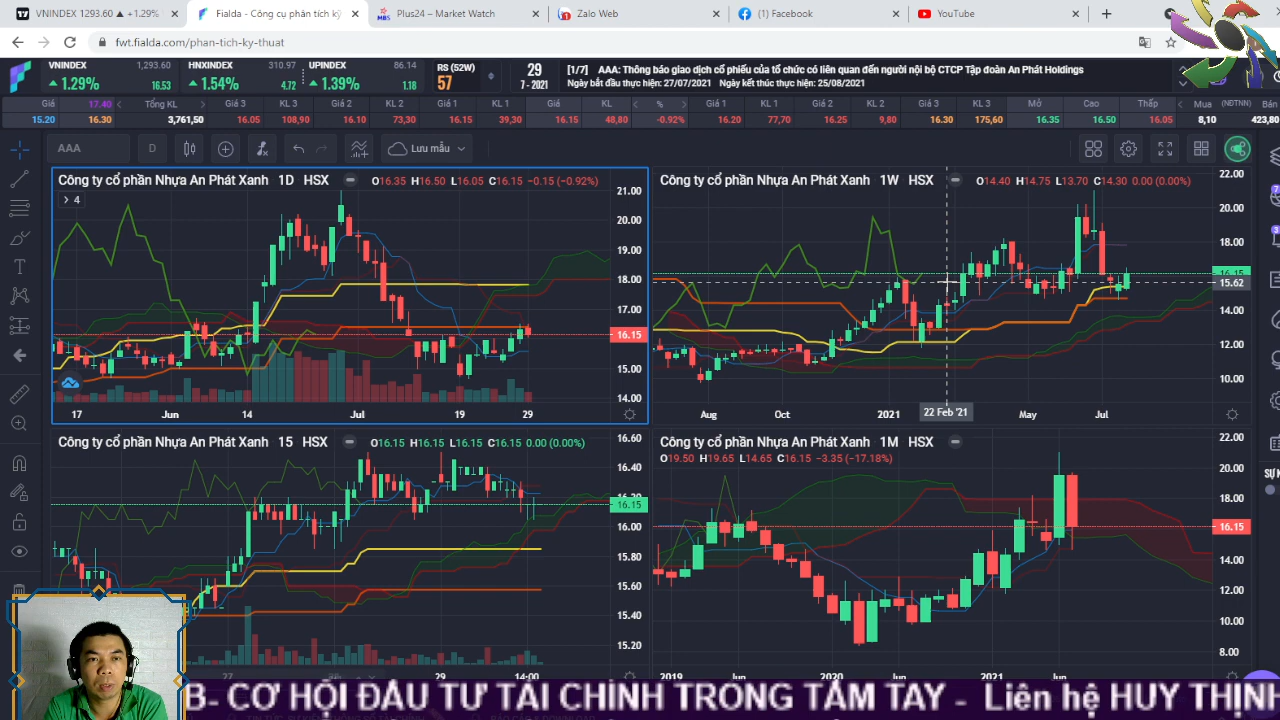 VNINDEX 1293.60 ▲ +1.29%
Fialda - Công cụ phân tích kỹ
MBS Plus24 – Market Watch
Zalo Web
(1) Facebook
YouTube
fwt.fialda.com/phan-tich-ky-thuat
VNINDEX 1,293.60 HNXINDEX 310.97 UPINDEX 86.14 RS (52W) 29 [1/7] AAA: Thông báo giao dịch cổ phiếu của tổ chức có liên quan đến người nội bộ CTCP Tập đoàn An Phát Holdings
1.29% 16.53 1.54% 4.72 1.39% 1.18 57 7 - 2021 Ngày bắt đầu thực hiện: 27/07/2021 Ngày kết thúc thực hiện: 25/08/2021
Giá 17.40 Tổng KL Giá 3 KL 3 Giá 2 KL 2 Giá 1 KL 1 Giá KL % Giá 1 KL 1 Giá 2 KL 2 Giá 3 KL 3 Mở Cao Thấp Mua (NĐTNN) Bán
15.20 16.30 3,761,50 16.05 108,90 16.10 73,30 16.15 39,30 16.15 48,80 -0.92% 16.20 77,70 16.25 9,80 16.30 175,60 16.35 16.50 16.05 8,10 423,80
AAA D Lưu mẫu
Công ty cổ phần Nhựa An Phát Xanh 1D HSX O16.35 H16.50 L16.05 C16.15 −0.15 (−0.92%)
4
21.00
20.00
19.00
18.00
17.00
16.15
15.00
14.00
17 Jun 14 Jul 19 29
Công ty cổ phần Nhựa An Phát Xanh 1W HSX O14.40 H14.75 L13.70 C14.30 0.00 (0.00%)
22.00
20.00
18.00
16.15
15.62
14.00
12.00
10.00
Aug Oct 2021 22 Feb '21 May Jul
Công ty cổ phần Nhựa An Phát Xanh 15 HSX O16.15 H16.15 L16.15 C16.15 0.00 (0.00%)
16.60
16.40
16.20
16.15
16.00
15.80
15.60
15.40
15.20
27 29 14:00
Công ty cổ phần Nhựa An Phát Xanh 1M HSX
O19.50 H19.65 L14.65 C16.15 −3.35 (−17.18%)
22.00
20.00
18.00
16.15
14.00
12.00
10.00
8.00
2019 Jun 2020 Jun 2021 Jun
SỰ K
B- CƠ HỘI ĐẦU TƯ TÀI CHÍNH TRONG TẦM TAY - Liên hệ HUY THỊNH